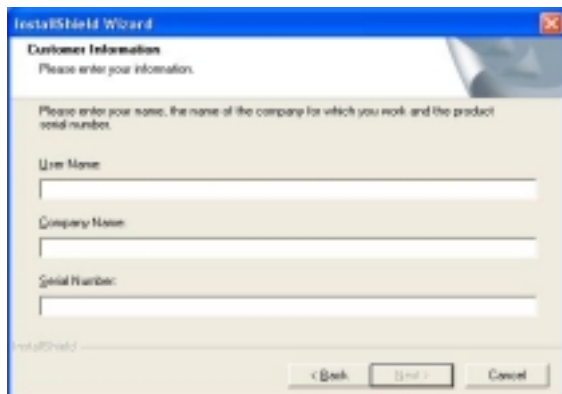 InstallShield Wizard
Customer Information
Please enter your information.
Please enter your name, the name of the company for which you work and the product
serial number.
User Name:
Company Name:
Serial Number:
InstallShield
< Back
Next >
Cancel